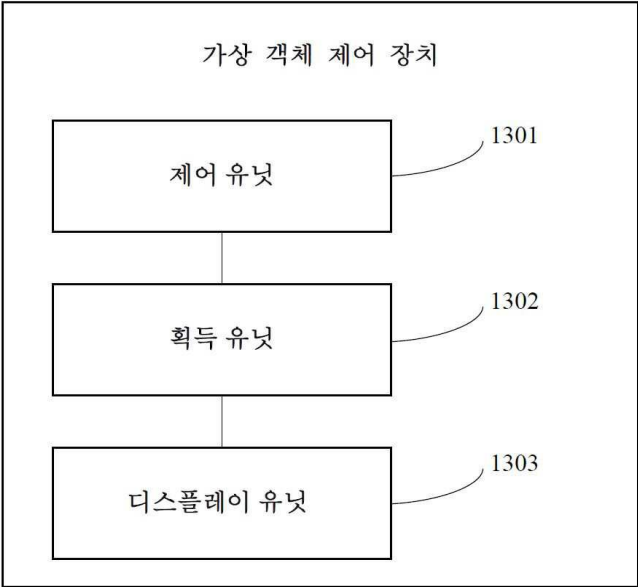 가상 객체 제어 장치
1301
제어 유닛
1302
획득 유닛
1303
디스플레이 유닛